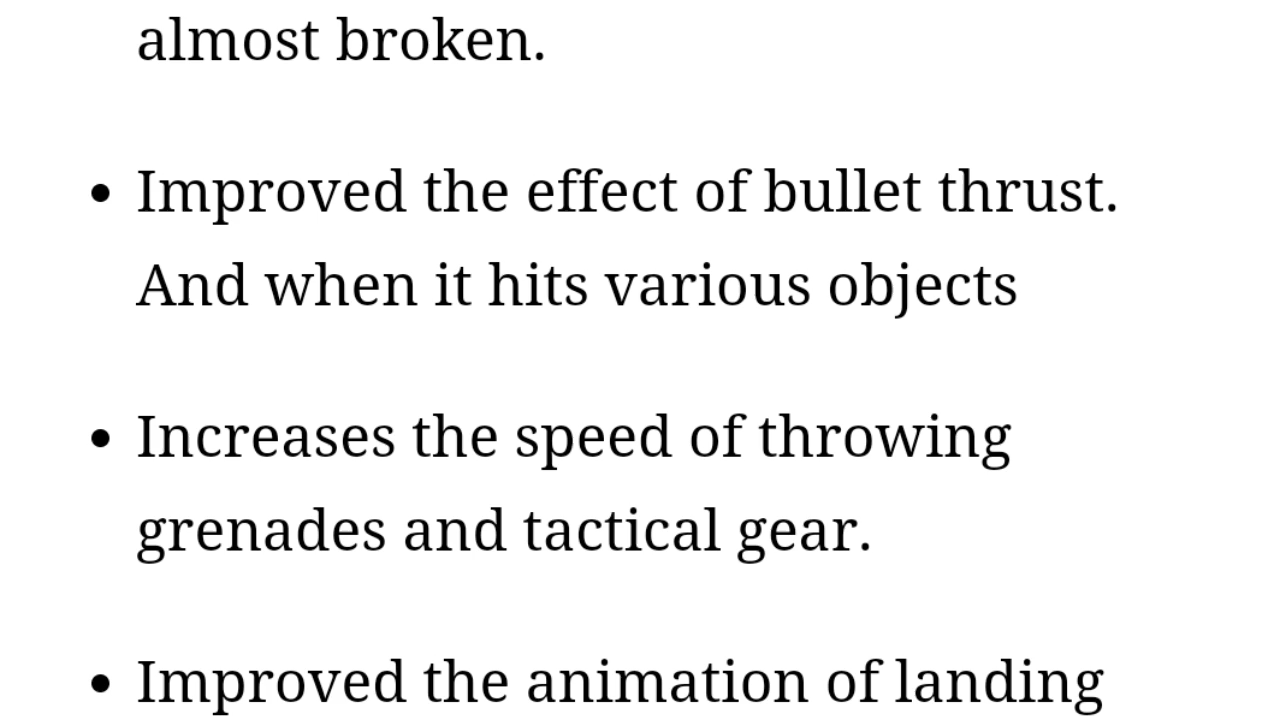 almost broken.
• Improved the effect of bullet thrust.
And when it hits various objects
• Increases the speed of throwing
grenades and tactical gear.
• Improved the animation of landing